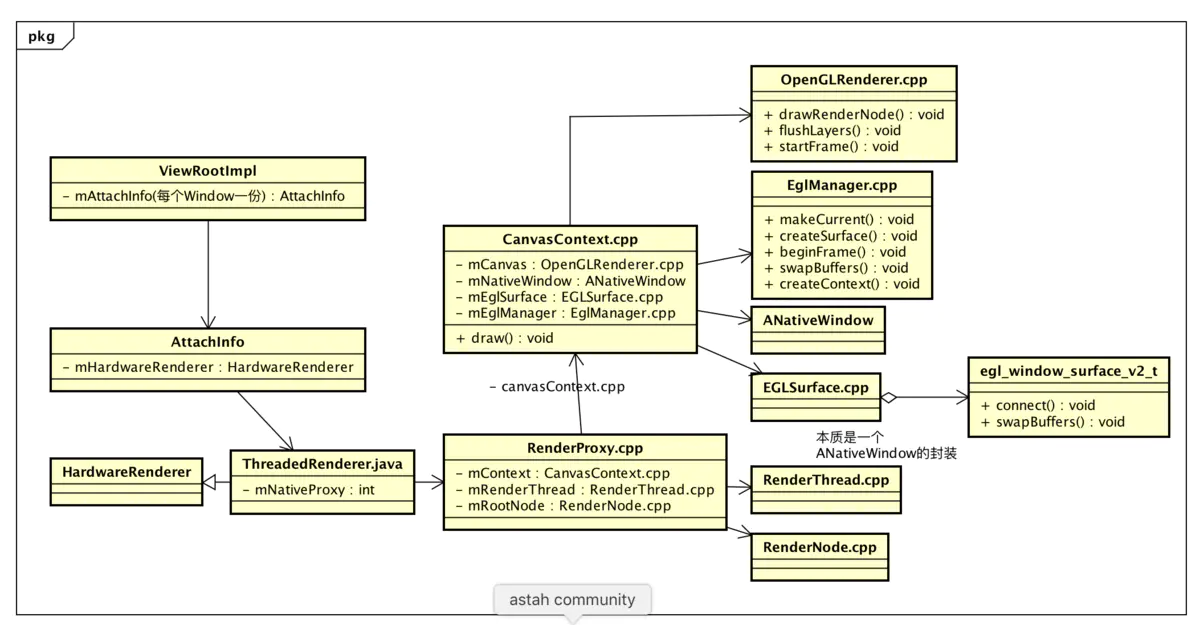 pkg
OpenGLRenderer.cpp
+ drawRenderNode() : void
+ flushLayers() : void
+ startFrame() : void
ViewRootImpl
- mAttachInfo(每个Window一份) : AttachInfo
EglManager.cpp
+ makeCurrent() : void
+ createSurface() : void
+ beginFrame() : void
+ swapBuffers() : void
+ createContext() : void
CanvasContext.cpp
- mCanvas : OpenGLRenderer.cpp
- mNativeWindow : ANativeWindow
- mEglSurface : EGLSurface.cpp
- mEglManager : EglManager.cpp
+ draw() : void
ANativeWindow
AttachInfo
- mHardwareRenderer : HardwareRenderer
- canvasContext.cpp
EGLSurface.cpp
egl_window_surface_v2_t
+ connect() : void
+ swapBuffers() : void
本质是一个
ANativeWindow的封装
HardwareRenderer
ThreadedRenderer.java
- mNativeProxy : int
RenderProxy.cpp
- mContext : CanvasContext.cpp
- mRenderThread : RenderThread.cpp
- mRootNode : RenderNode.cpp
RenderThread.cpp
RenderNode.cpp
astah community